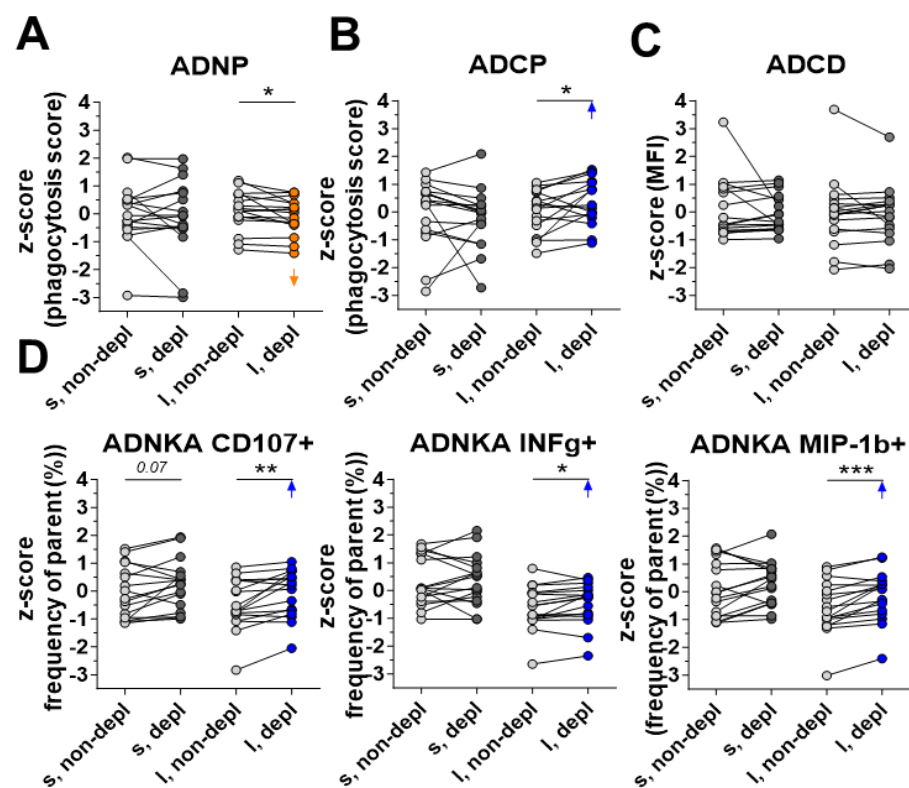 A
ADNP
*
z-score
(phagocytosis score)
4
3
2
1
0
-1
-2
-3
s, non-depl
s, depl
l, non-depl
l, depl
B
ADCP
*
z-score
(phagocytosis score)
4
3
2
1
0
-1
-2
-3
s, non-depl
s, depl
l, non-depl
l, depl
C
ADCD
z-score (MFI)
4
3
2
1
0
-1
-2
-3
s, non-depl
s, depl
l, non-depl
l, depl
D
ADNKA CD107+
0.07
**
z-score
frequency of parent (%))
4
3
2
1
0
-1
-2
-3
s, non-depl
s, depl
l, non-depl
l, depl
ADNKA INFg+
*
z-score
frequency of parent (%))
4
3
2
1
0
-1
-2
-3
s, non-depl
s, depl
l, non-depl
l, depl
ADNKA MIP-1b+
***
z-score
(frequency of parent (%))
4
3
2
1
0
-1
-2
-3
s, non-depl
s, depl
l, non-depl
l, depl